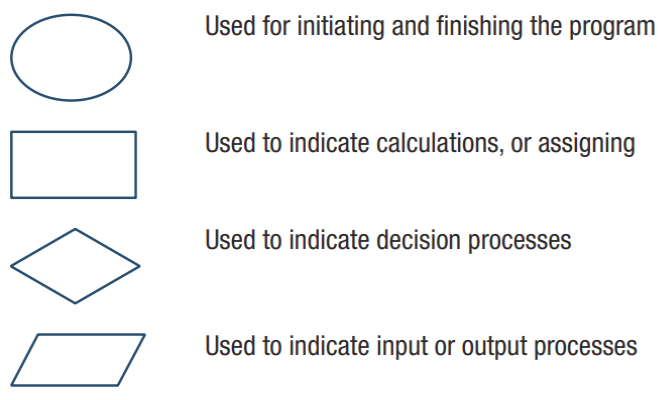 Used for initiating and finishing the program
Used to indicate calculations, or assigning
Used to indicate decision processes
Used to indicate input or output processes